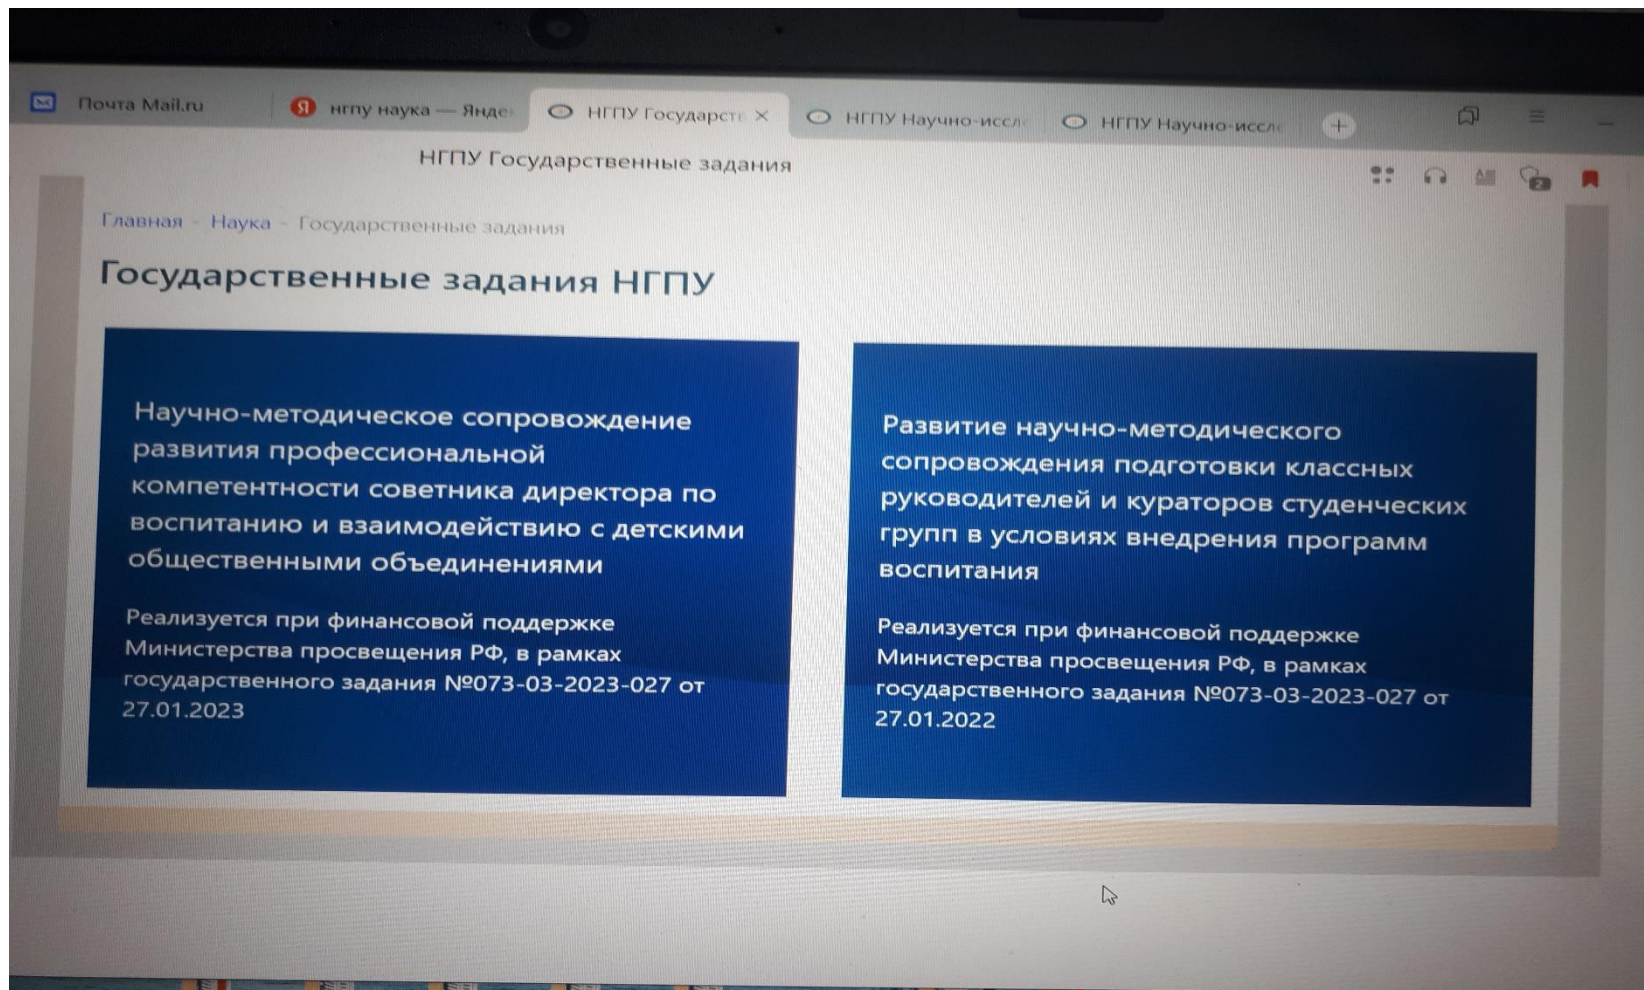 Почта Mail.ru
нгпу наука — Янде
НГПУ Государств
НГПУ Научно-иссл
НГПУ Научно-иссл
НГПУ Государственные задания
2
Главная - Наука - Государственные задания
Государственные задания НГПУ
Научно-методическое сопровождение
развития профессиональной
компетентности советника директора по
воспитанию и взаимодействию с детскими
общественными объединениями
Реализуется при финансовой поддержке
Министерства просвещения РФ, в рамках
государственного задания №073-03-2023-027 от
27.01.2023
Развитие научно-методического
сопровождения подготовки классных
руководителей и кураторов студенческих
групп в условиях внедрения программ
воспитания
Реализуется при финансовой поддержке
Министерства просвещения РФ, в рамках
государственного задания №073-03-2023-027 от
27.01.2022